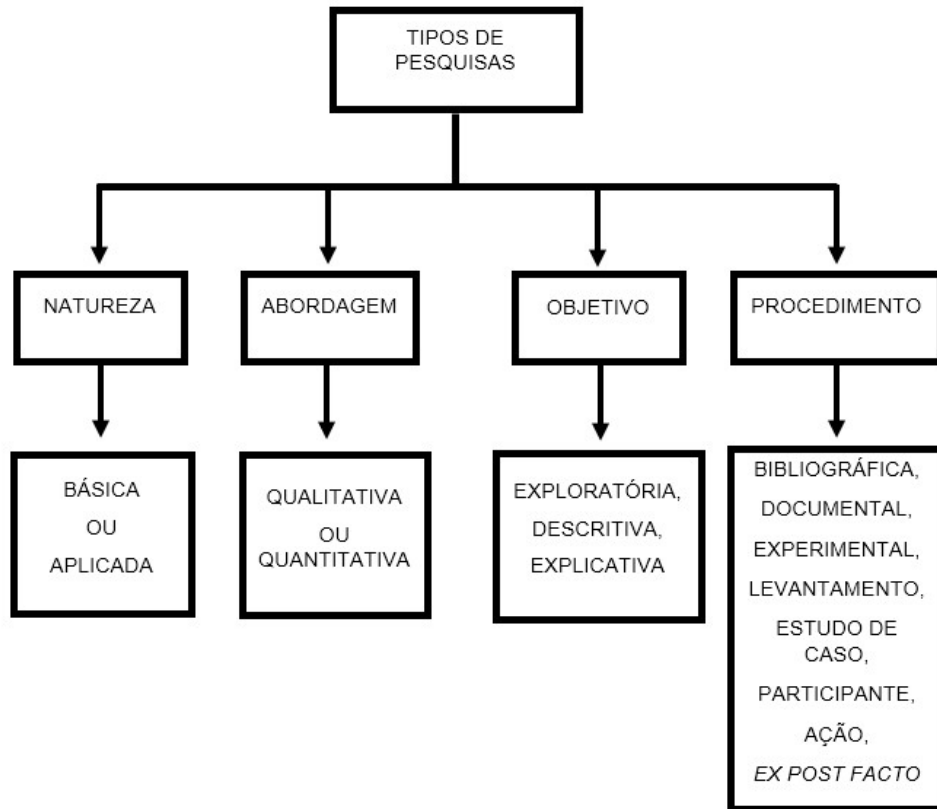 TIPOS DE
PESQUISAS
NATUREZA
ABORDAGEM
OBJETIVO
PROCEDIMENTO
BÁSICA
OU
APLICADA
QUALITATIVA
OU
QUANTITATIVA
EXPLORATÓRIA,
DESCRITIVA,
EXPLICATIVA
BIBLIOGRÁFICA,
DOCUMENTAL,
EXPERIMENTAL,
LEVANTAMENTO,
ESTUDO DE
CASO,
PARTICIPANTE,
AÇÃO,
EX POST FACTO